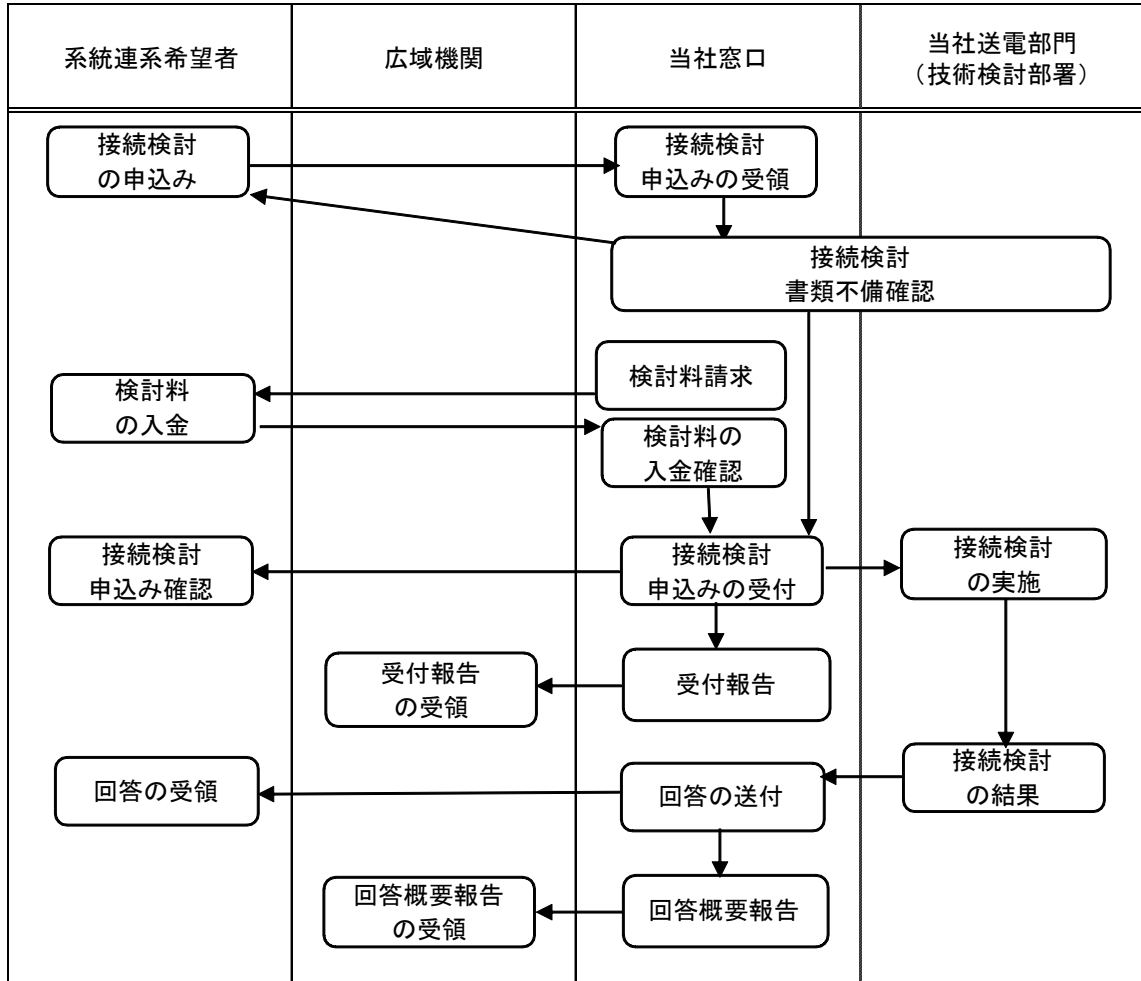 系統連系希望者
広域機関
当社窓口
当社送電部門
（技術検討部署）
接続検討
の申込み
接続検討
申込みの受領
接続検討
書類不備確認
検討料請求
検討料
の入金
検討料の
入金確認
接続検討
申込み確認
接続検討
申込みの受付
接続検討
の実施
受付報告
の受領
受付報告
接続検討
の結果
回答の受領
回答の送付
回答概要報告
の受領
回答概要報告